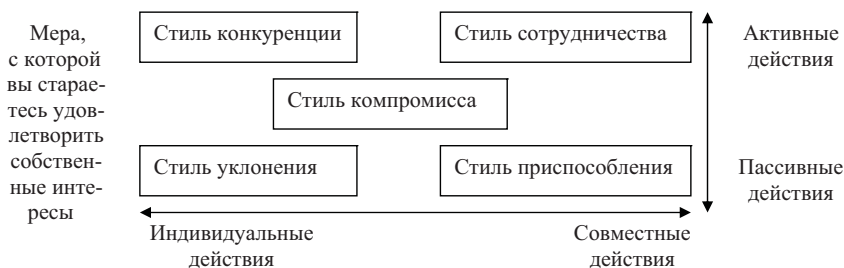 Мера,
с которой
вы старае-
тесь удов-
летворить
собствен-
ные инте-
ресы
Стиль конкуренции
Стиль сотрудничества
Активные
действия
Стиль компромисса
Стиль уклонения
Стиль приспособления
Пассивные
действия
Индивидуальные
действия
Совместные
действия